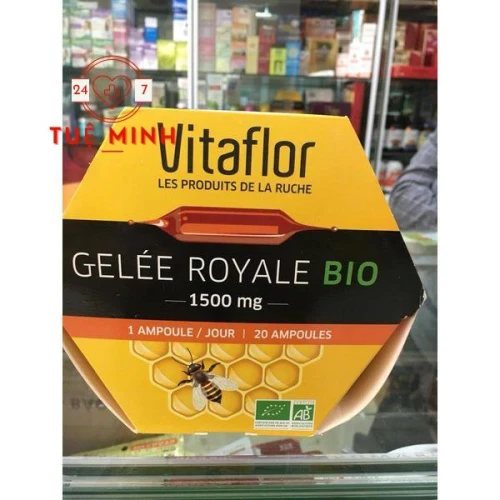 24 7
TUỆ MINH
Vitaflor
LES PRODUITS DE LA RUCHE
GELÉE ROYALE BIO
1500 mg
1 AMPOULE / JOUR | 20 AMPOULES
AB